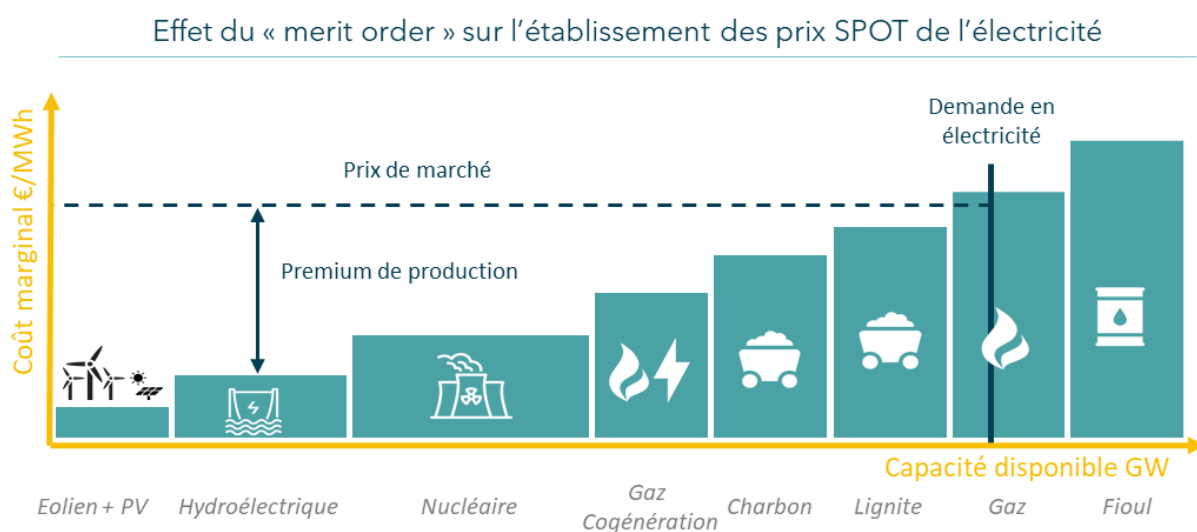 Effet du « merit order » sur l’établissement des prix SPOT de l’électricité
Coût marginal €/MWh
Demande en
électricité
Prix de marché
Premium de production
Capacité disponible GW
Eolien + PV
Hydroélectrique
Nucléaire
Gaz
Cogénération
Charbon
Lignite
Gaz
Fioul